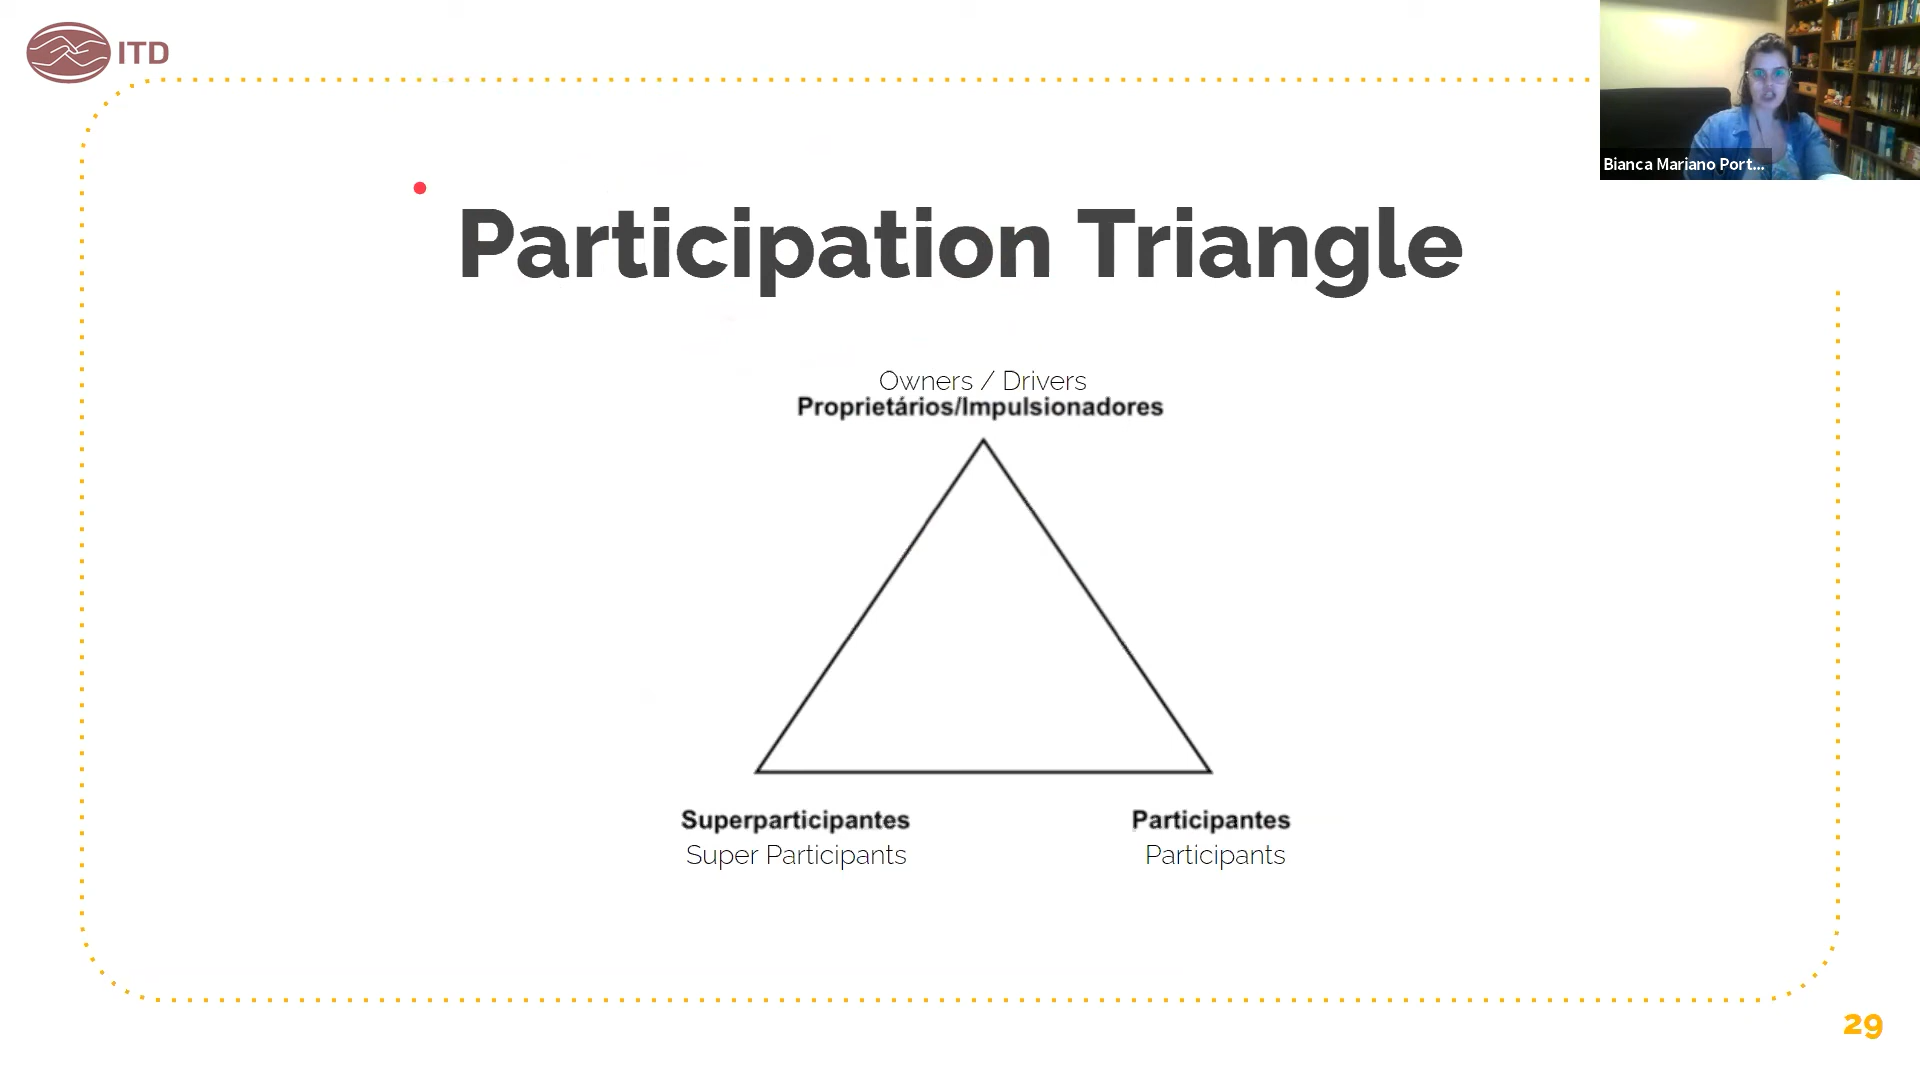 ITD
Bianca Mariano Port...
Participation Triangle
Owners / Drivers
Proprietários/Impulsionadores
Superparticipantes
Participantes
Super Participants
Participants
29